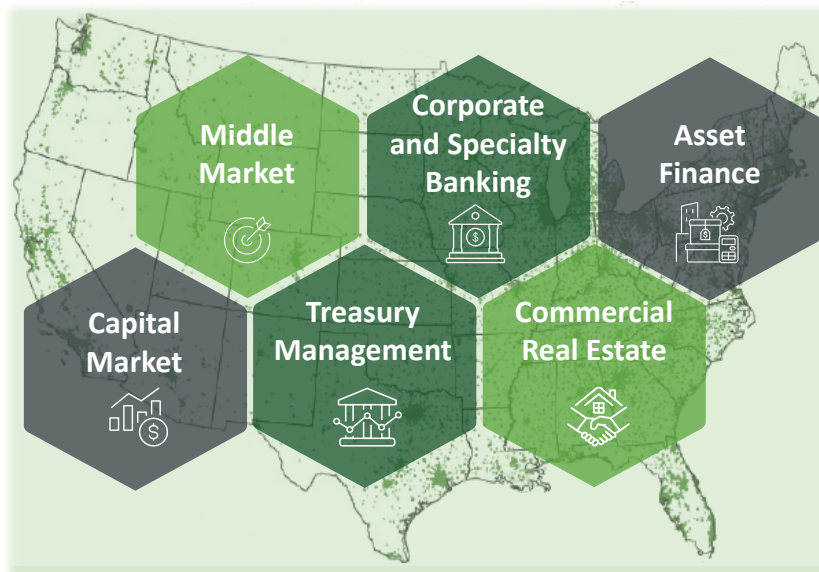 Middle
Market
Corporate
and Specialty
Banking
$
Asset
Finance
$
Capital
Market
$
Treasury
Management
Commercial
Real Estate